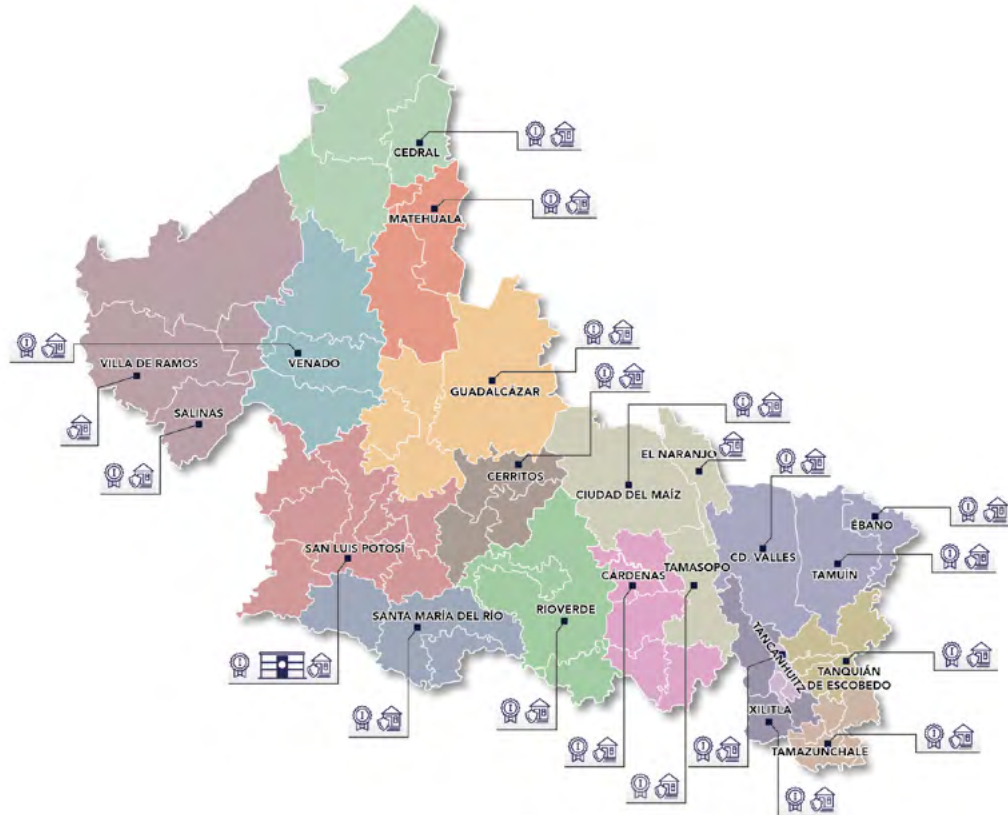 CEDRAL
MATEHUALA
VENADO
VILLA DE RAMOS
GUADALCÁZAR
SALINAS
EL NARANJO
CERRITOS
CIUDAD DEL MAÍZ
ÉBANO
SAN LUIS POTOSÍ
CD. VALLES
CÁRDENAS
TAMASOPO
TAMUÍN
SANTA MARÍA DEL RÍO
RIOVERDE
TANCANHUITZ
TANQUIÁN
DE ESCOBEDO
XILITLA
TAMAZUNCHALE